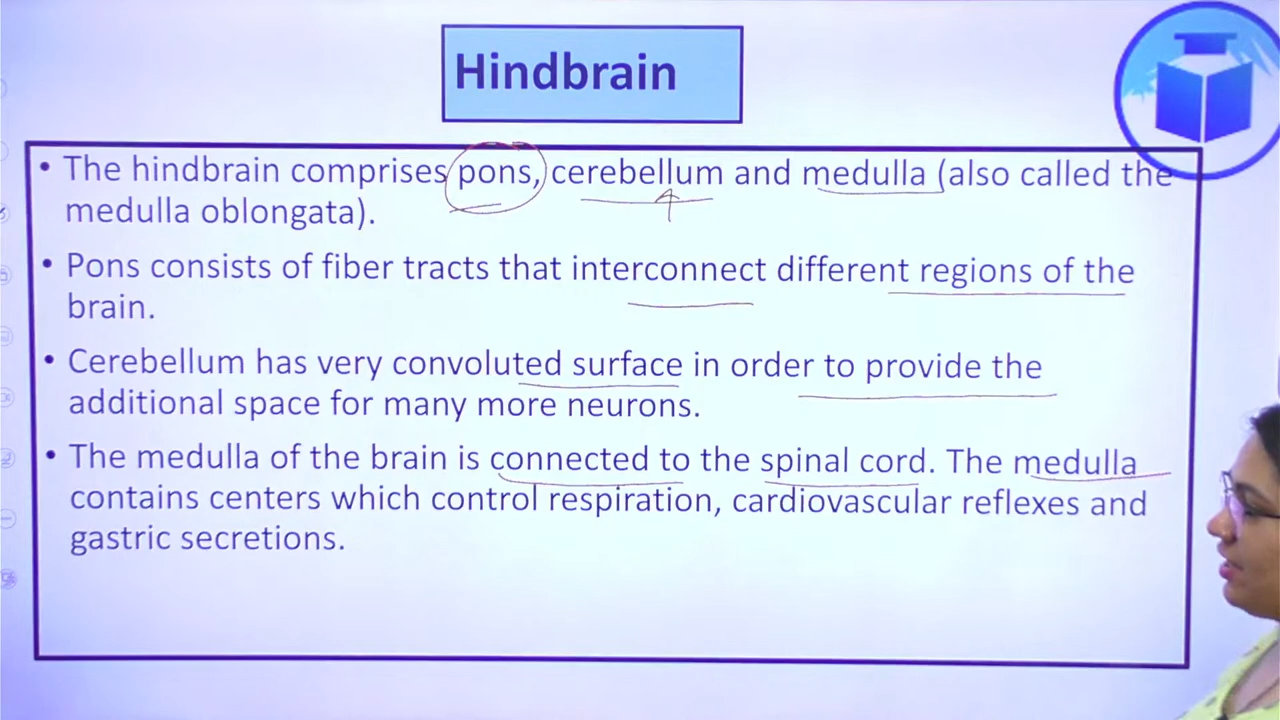 Hindbrain
• The hindbrain comprises pons, cerebellum and medulla (also called the
medulla oblongata).
• Pons consists of fiber tracts that interconnect different regions of the
brain.
• Cerebellum has very convoluted surface in order to provide the
additional space for many more neurons.
• The medulla of the brain is connected to the spinal cord. The medulla
contains centers which control respiration, cardiovascular reflexes and
gastric secretions.